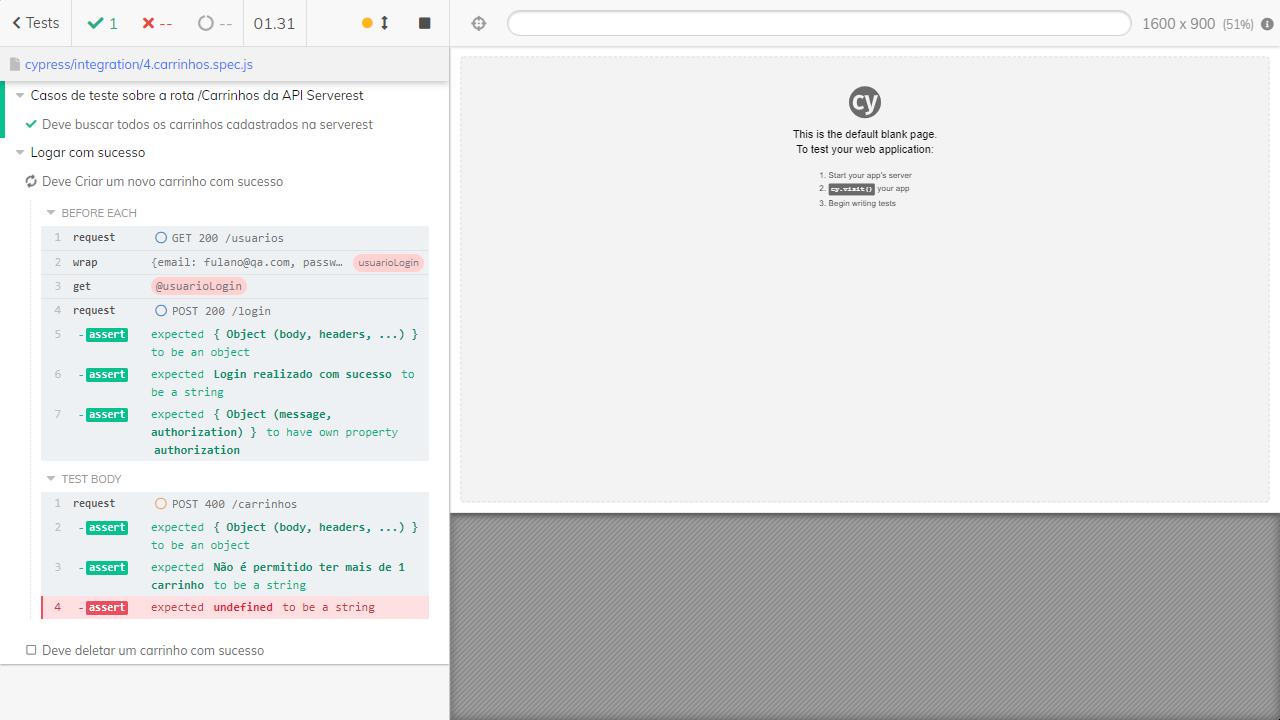 Tests
1
--
--
01.31
1600 x 900 (51%)
cypress/integration/4.carrinhos.spec.js
Casos de teste sobre a rota /Carrinhos da API Serverest
Deve buscar todos os carrinhos cadastrados na serverest
Logar com sucesso
Deve Criar um novo carrinho com sucesso
BEFORE EACH
1 request GET 200 /usuarios
2 wrap {email: fulano@qa.com, passw… usuarioLogin
3 get @usuarioLogin
4 request POST 200 /login
5 -assert expected { Object (body, headers, ...) }
to be an object
6 -assert expected Login realizado com sucesso to
be a string
7 -assert expected { Object (message,
authorization) } to have own property
authorization
TEST BODY
1 request POST 400 /carrinhos
2 -assert expected { Object (body, headers, ...) }
to be an object
3 -assert expected Não é permitido ter mais de 1
carrinho to be a string
4 -assert expected undefined to be a string
Deve deletar um carrinho com sucesso
cy
This is the default blank page.
To test your web application:
1. Start your app's server
2. cy.visit() your app
3. Begin writing tests